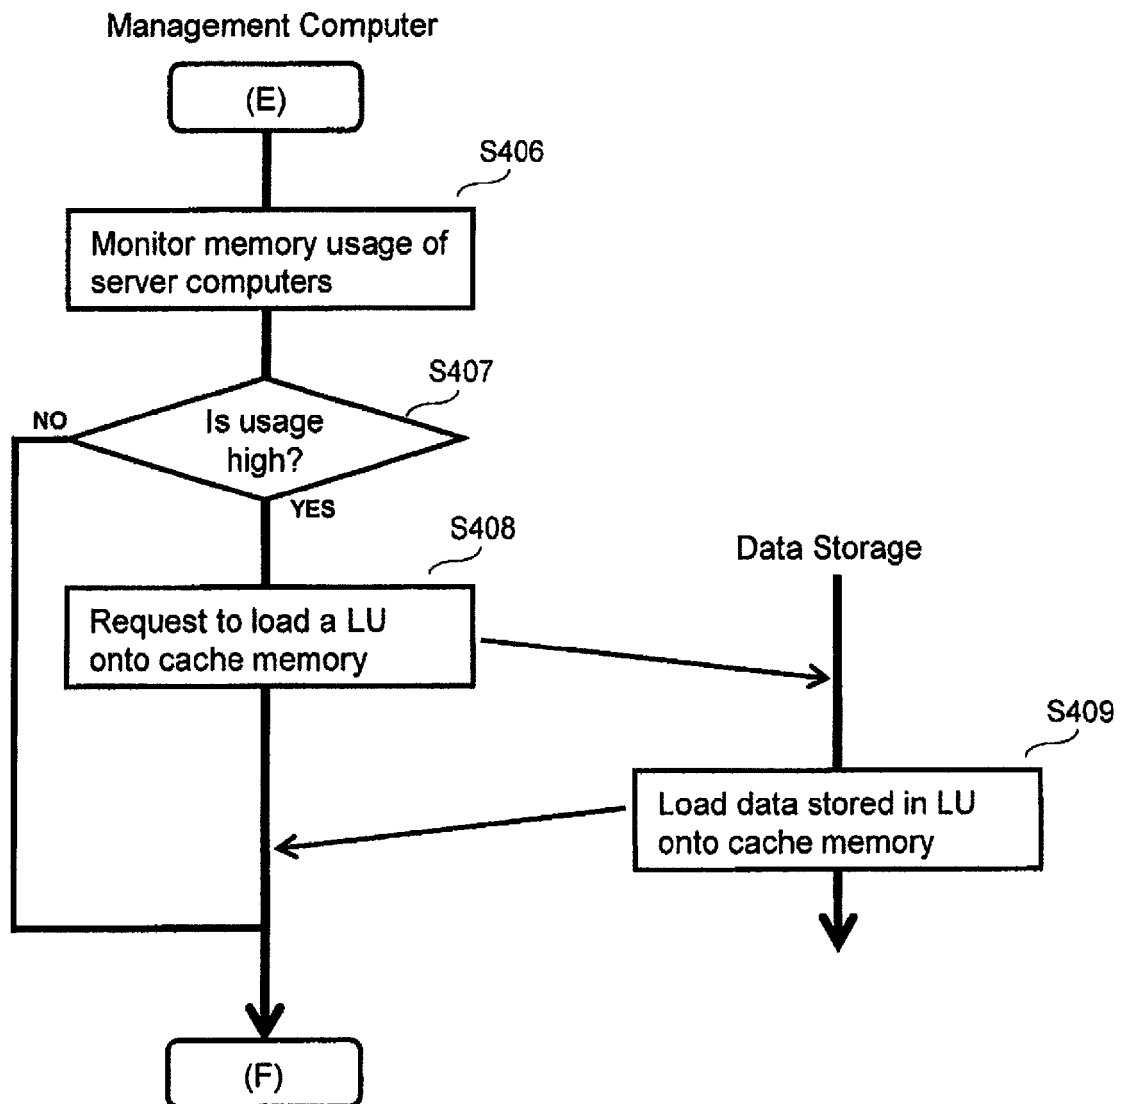 Management Computer
(E)
S406
Monitor memory usage of
server computers
S407
NO
Is usage
high?
YES
S408
Data Storage
Request to load a LU
onto cache memory
S409
Load data stored in LU
onto cache memory
(F)